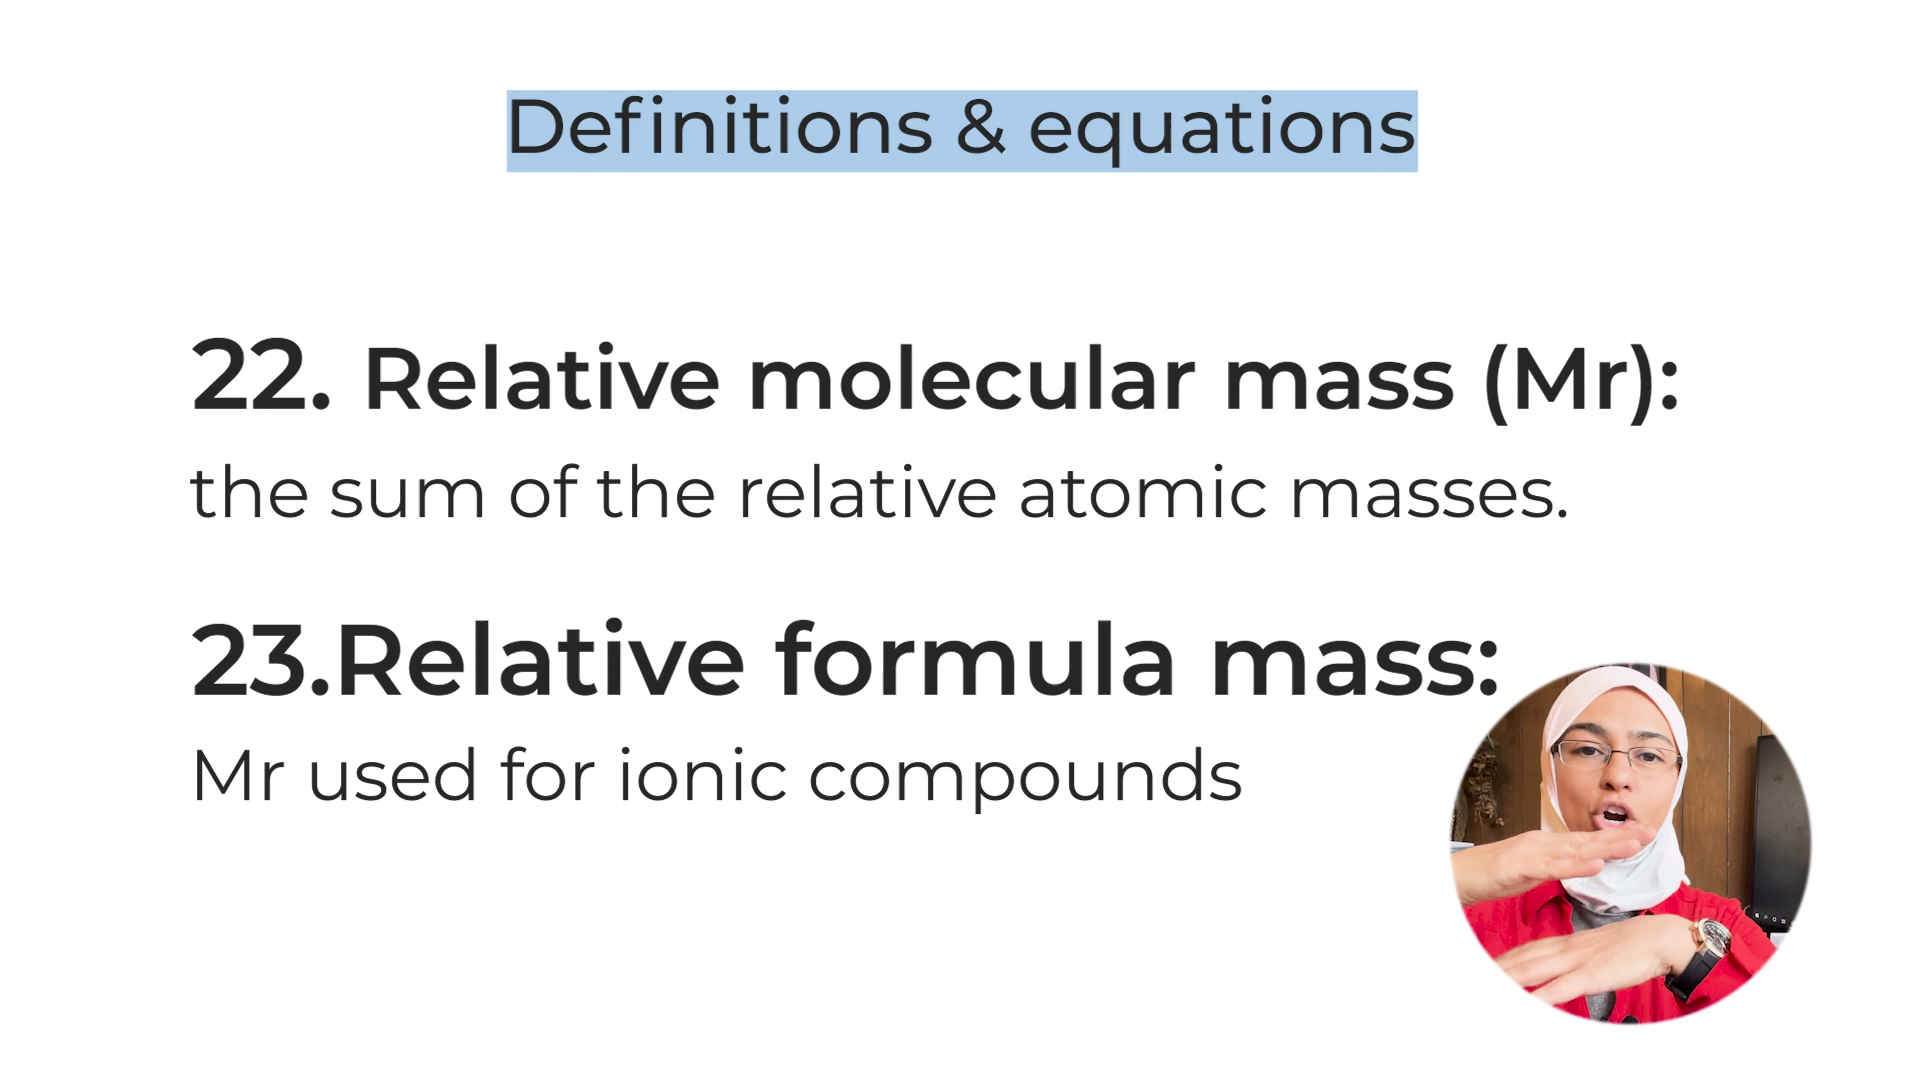 Definitions & equations
22. Relative molecular mass (Mr):
the sum of the relative atomic masses.
23.Relative formula mass:
Mr used for ionic compounds